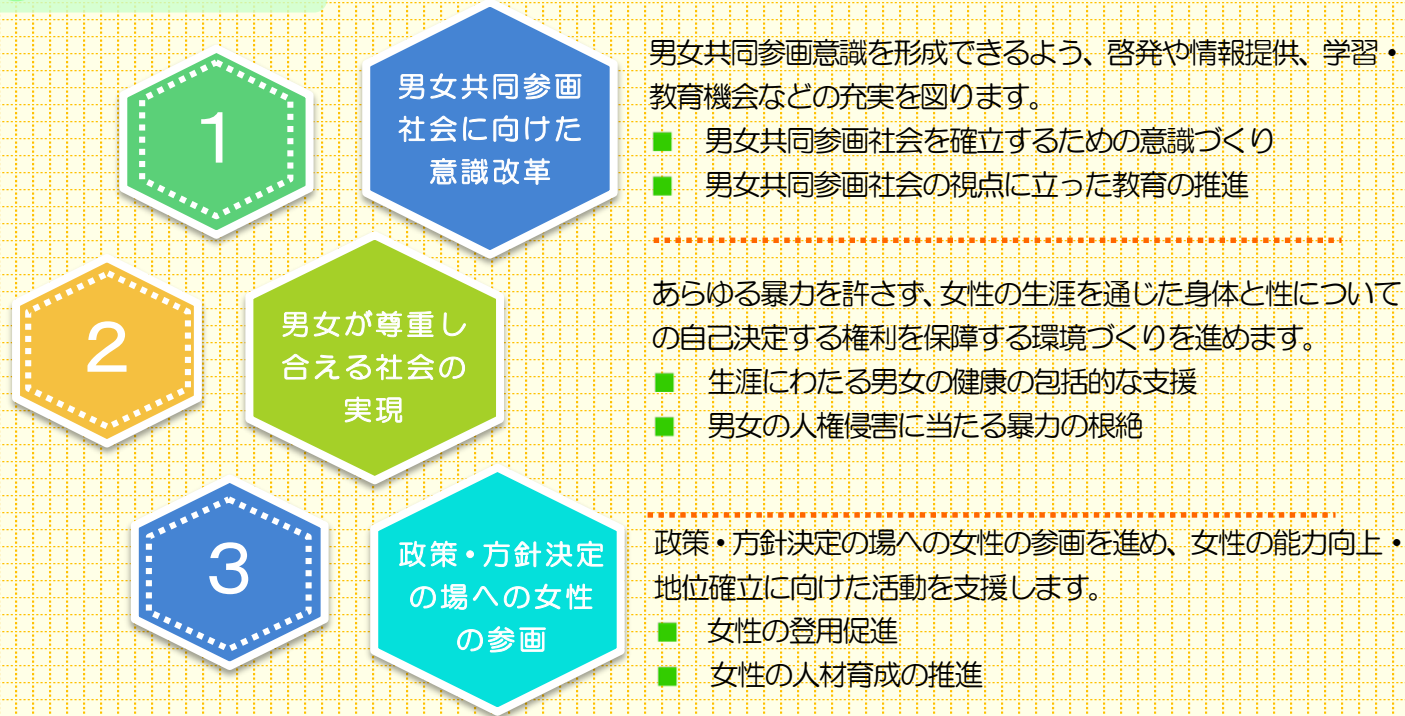 1
男女共同参画
社会に向けた
意識改革
男女共同参画意識を形成できるよう、啓発や情報提供、学習・
教育機会などの充実を図ります。
■ 男女共同参画社会を確立するための意識づくり
■ 男女共同参画社会の視点に立った教育の推進
2
男女が尊重し
合える社会の
実現
あらゆる暴力を許さず、女性の生涯を通じた身体と性について
の自己決定する権利を保障する環境づくりを進めます。
■ 生涯にわたる男女の健康の包括的な支援
■ 男女の人権侵害に当たる暴力の根絶
3
政策・方針決定
の場への女性
の参画
政策・方針決定の場への女性の参画を進め、女性の能力向上・
地位確立に向けた活動を支援します。
■ 女性の登用促進
■ 女性の人材育成の推進